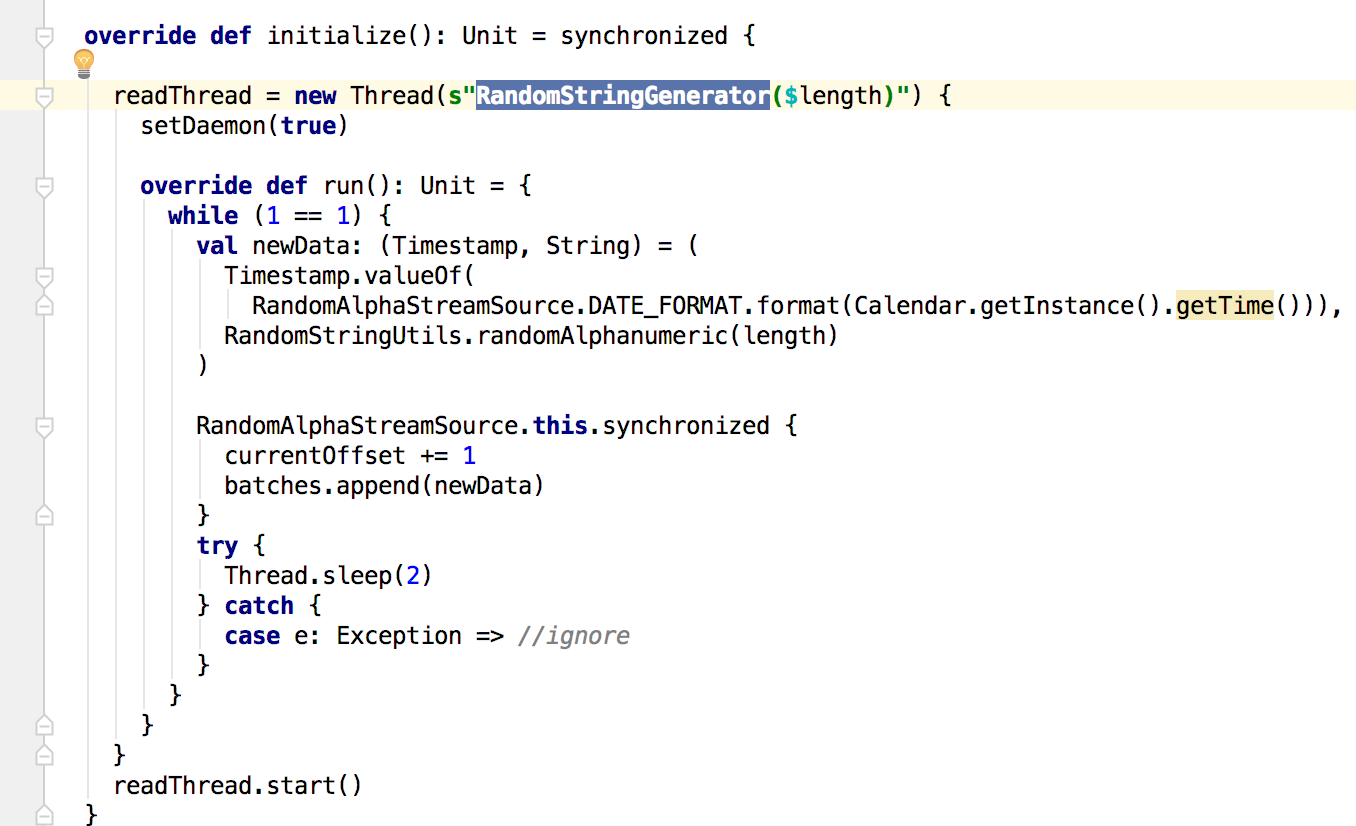 override def initialize(): Unit = synchronized {
readThread = new Thread(s"RandomStringGenerator($length)") {
setDaemon(true)
override def run(): Unit = {
while (1 == 1) {
val newData: (Timestamp, String) = (
Timestamp.valueOf(
RandomAlphaStreamSource.DATE_FORMAT.format(Calendar.getInstance().getTime())),
RandomStringUtils.randomAlphanumeric(length)
)
RandomAlphaStreamSource.this.synchronized {
currentOffset += 1
batches.append(newData)
}
try {
Thread.sleep(2)
} catch {
case e: Exception => //ignore
}
}
}
}
readThread.start()
}